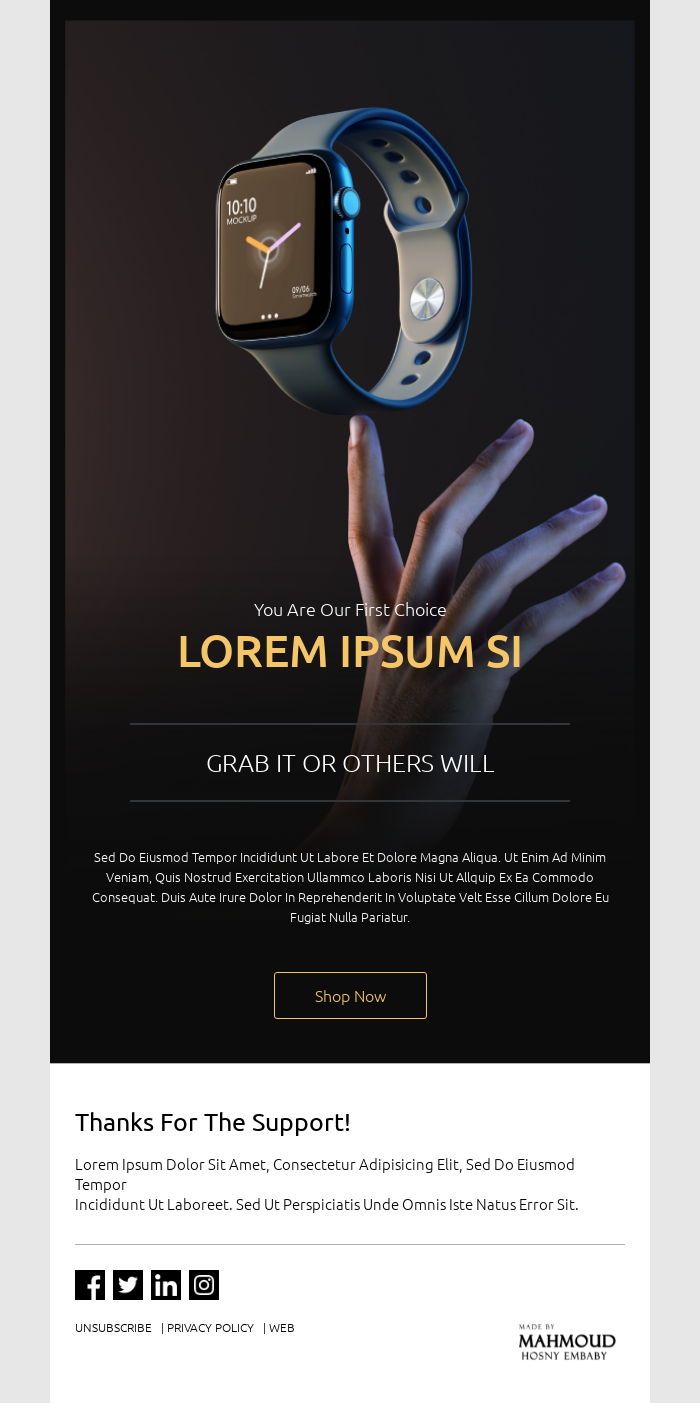 10:10
MOCKUP
09/06
You Are Our First Choice
LOREM IPSUM SI
GRAB IT OR OTHERS WILL
Sed Do Eiusmod Tempor Incididunt Ut Labore Et Dolore Magna Aliqua. Ut Enim Ad Minim
Veniam, Quis Nostrud Exercitation Ullammco Laboris Nisi Ut Allquip Ex Ea Commodo
Consequat. Duis Aute Irure Dolor In Reprehenderit In Voluptate Velt Esse Cillum Dolore Eu
Fugiat Nulla Pariatur.
Shop Now
Thanks For The Support!
Lorem Ipsum Dolor Sit Amet, Consectetur Adipisicing Elit, Sed Do Eiusmod
Tempor
Incididunt Ut Laboreet. Sed Ut Perspiciatis Unde Omnis Iste Natus Error Sit.
UNSUBSCRIBE | PRIVACY POLICY | WEB
MADE BY
MAHMOUD
HOSNY EMBABY